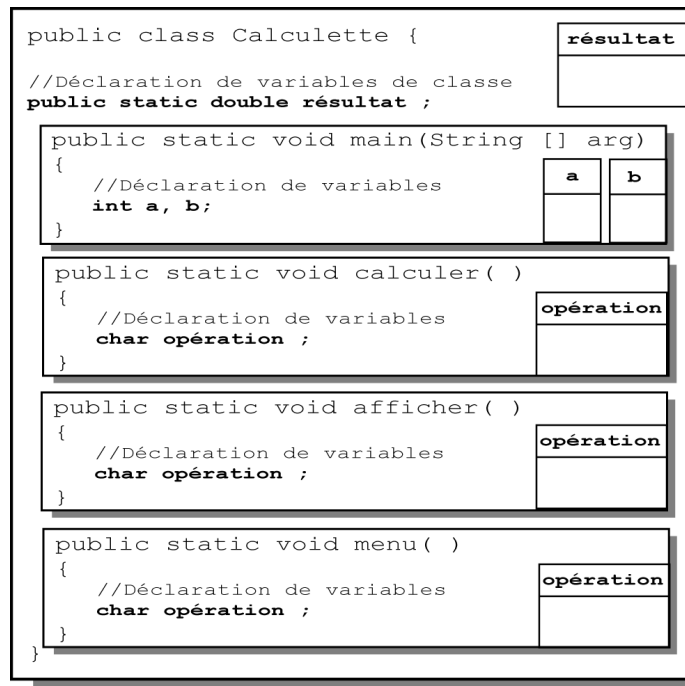 public class Calculette {
résultat
//Déclaration de variables de classe
public static double résultat ;
public static void main(String [] arg)
{
a
b
//Déclaration de variables
int a, b;
}
public static void calculer( )
{
opération
//Déclaration de variables
char opération ;
}
public static void afficher( )
{
opération
//Déclaration de variables
char opération ;
}
public static void menu( )
{
opération
//Déclaration de variables
char opération ;
}
}